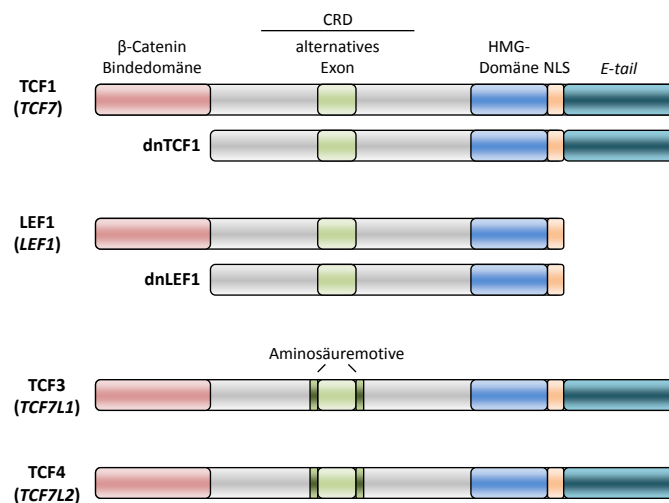 CRD
β-Catenin
Bindedomäne
alternatives
Exon
HMG-
Domäne NLS
E-tail
TCF1
(TCF7)
dnTCF1
LEF1
(LEF1)
dnLEF1
Aminosäuremotive
TCF3
(TCF7L1)
TCF4
(TCF7L2)